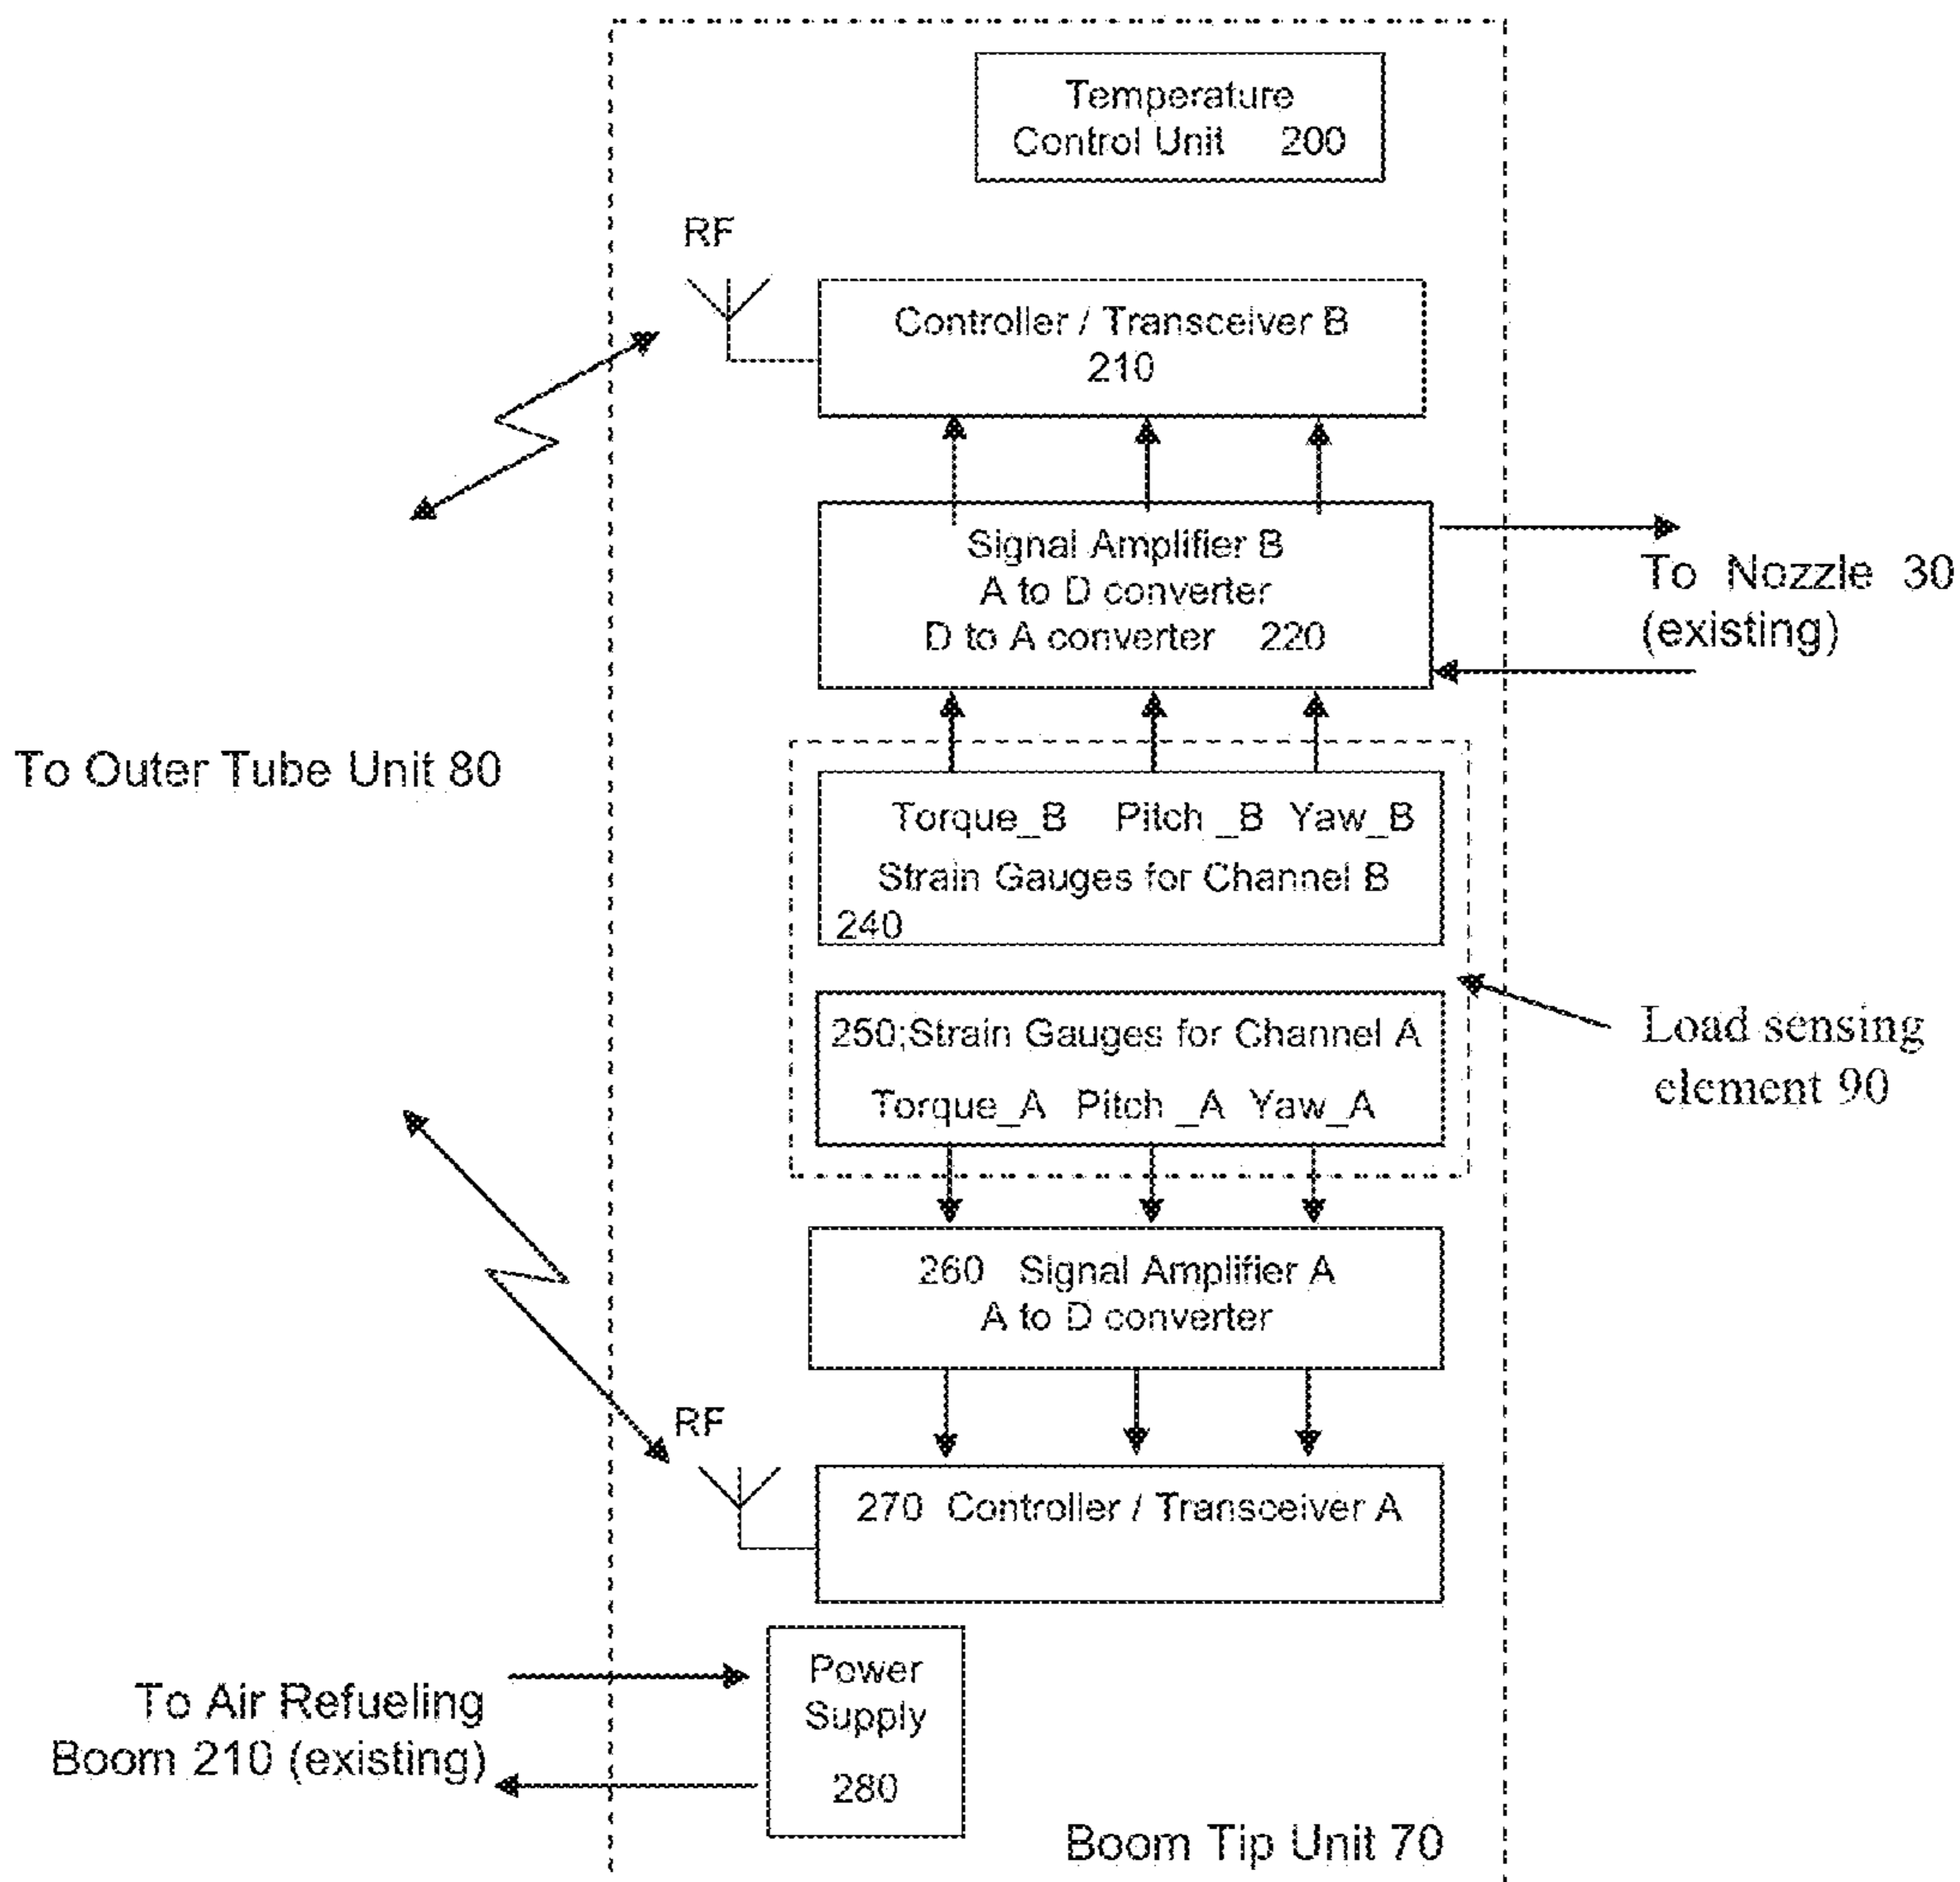 Temperature
Control Unit 200
RF
Controller / Transceiver B
210
Signal Amplifier B
A to D converter
D to A converter 220
To Nozzle 30
(existing)
To Outer Tube Unit 80
Torque_B Pitch _B Yaw_B
Strain Gauges for Channel B
240
250;Strain Gauges for Channel A
Torque_A Pitch _A Yaw_A
Load sensing
element 90
260 Signal Amplifier A
A to D converter
RF
270 Controller / Transceiver A
Power
Supply
280
To Air Refueling
Boom 210 (existing)
Boom Tip Unit 70